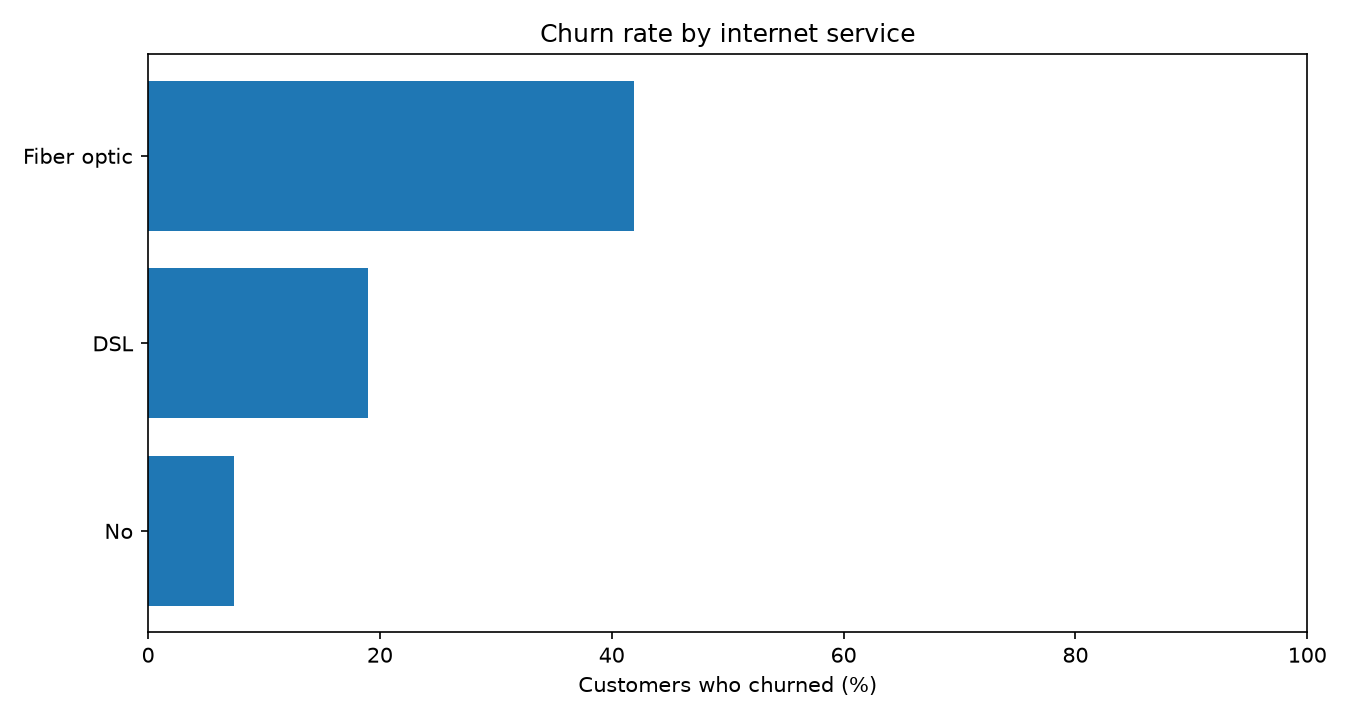 Churn rate by internet service
Fiber optic
DSL
No
0 20 40 60 80 100
Customers who churned (%)